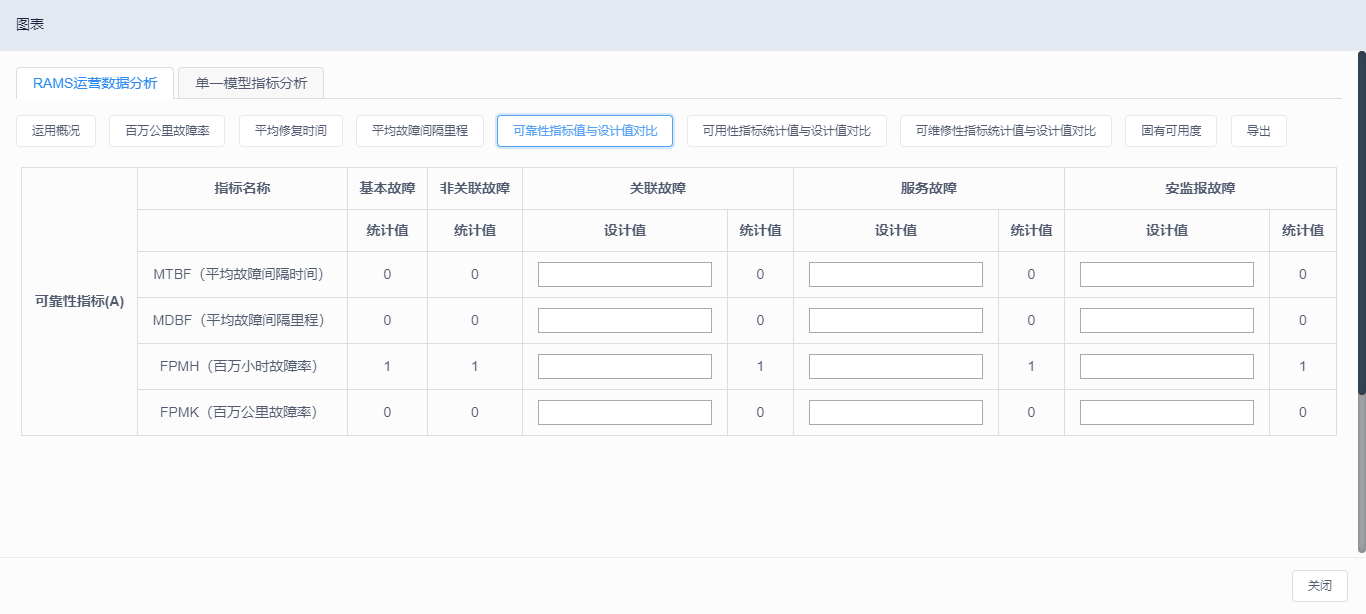 图表
RAMS运营数据分析 单一模型指标分析
运用概况 百万公里故障率 平均修复时间 平均故障间隔里程 可靠性指标值与设计值对比 可用性指标统计值与设计值对比 可维修性指标统计值与设计值对比 固有可用度 导出
指标名称 基本故障 非关联故障 关联故障 服务故障 安监报故障
统计值 统计值 设计值 统计值 设计值 统计值 设计值 统计值
MTBF（平均故障间隔时间） 0 0 0 0 0
可靠性指标(A)
MDBF（平均故障间隔里程） 0 0 0 0 0
FPMH（百万小时故障率） 1 1 1 1 1
FPMK（百万公里故障率） 0 0 0 0 0
关闭